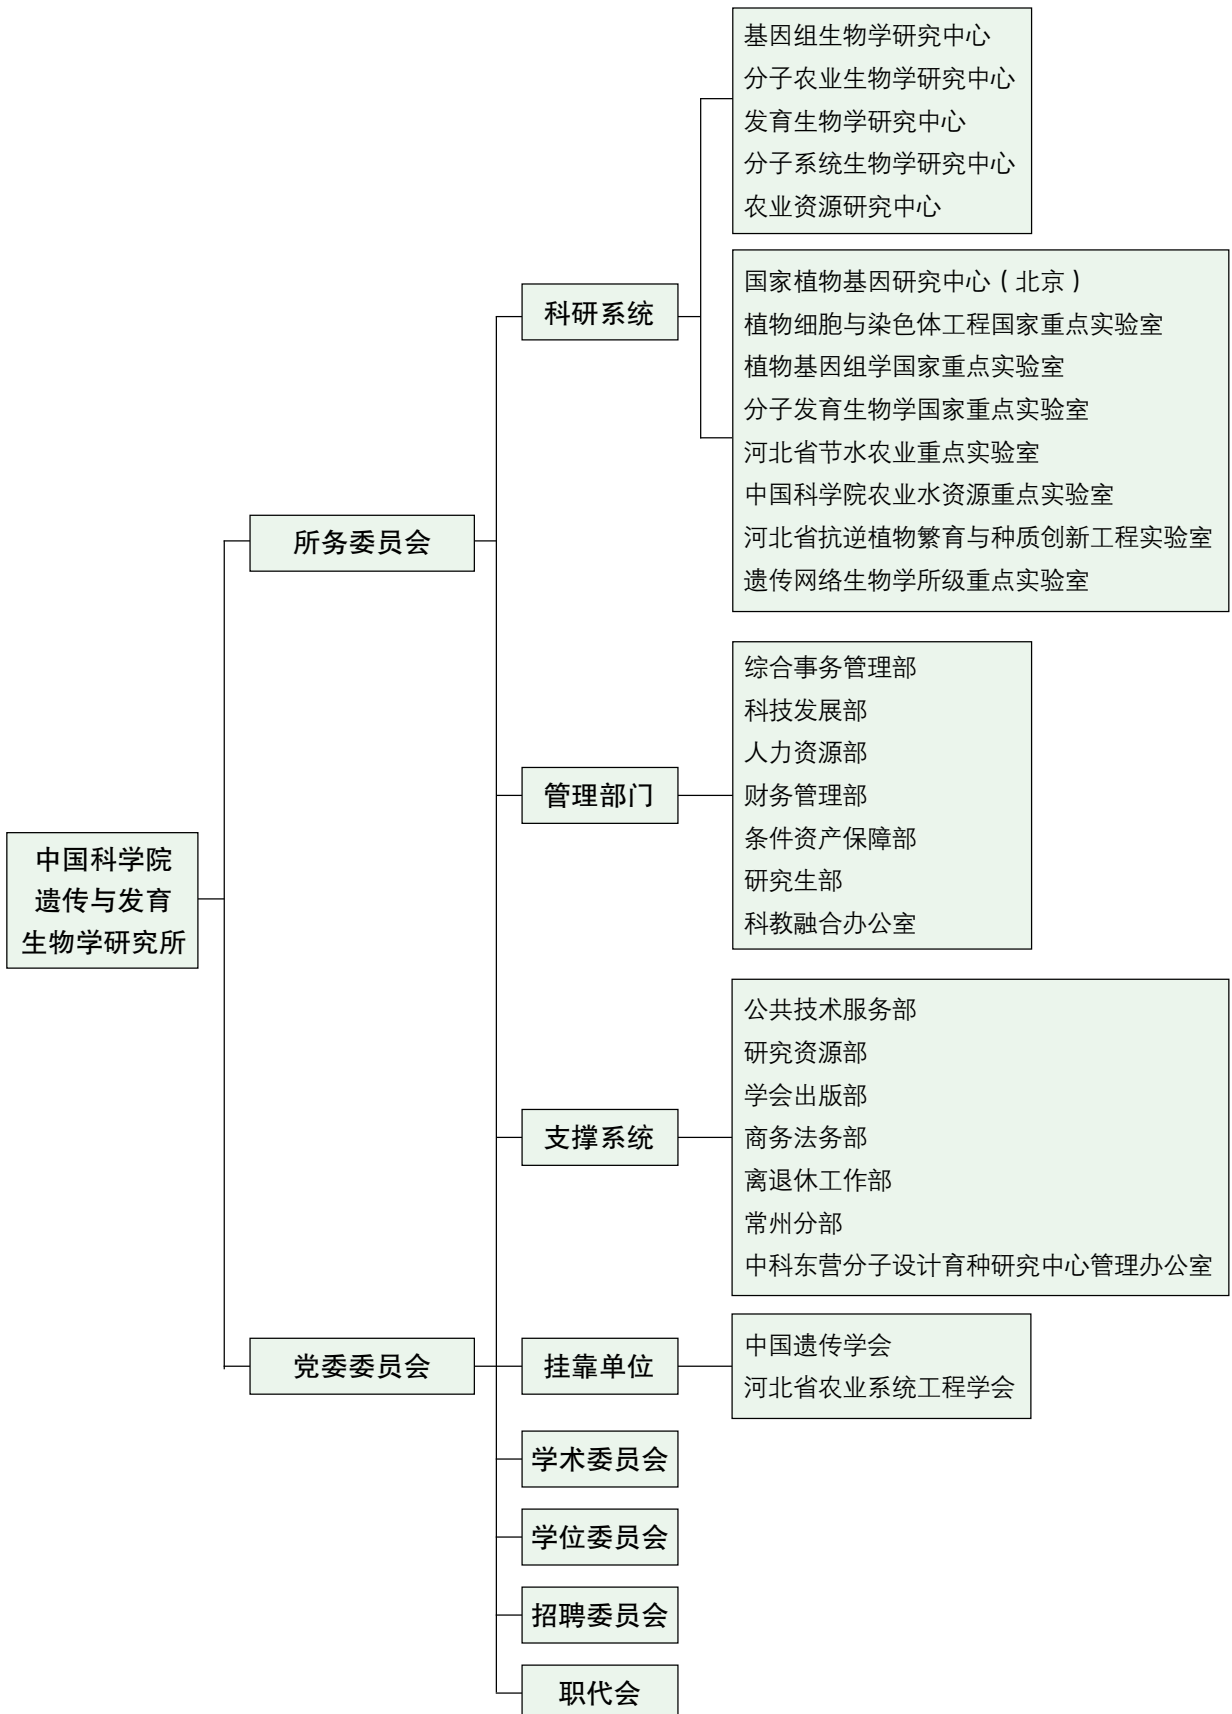 中国科学院
遗传与发育
生物学研究所
所务委员会
党委委员会
科研系统
基因组生物学研究中心
分子农业生物学研究中心
发育生物学研究中心
分子系统生物学研究中心
农业资源研究中心
国家植物基因研究中心(北京)
植物细胞与染色体工程国家重点实验室
植物基因组学国家重点实验室
分子发育生物学国家重点实验室
河北省节水农业重点实验室
中国科学院农业水资源重点实验室
河北省抗逆植物繁育与种质创新工程实验室
遗传网络生物学所级重点实验室
管理部门
综合事务管理部
科技发展部
人力资源部
财务管理部
条件资产保障部
研究生部
科教融合办公室
支撑系统
公共技术服务部
研究资源部
学会出版部
商务法务部
离退休工作部
常州分部
中科东营分子设计育种研究中心管理办公室
挂靠单位
中国遗传学会
河北省农业系统工程学会
学术委员会
学位委员会
招聘委员会
职代会